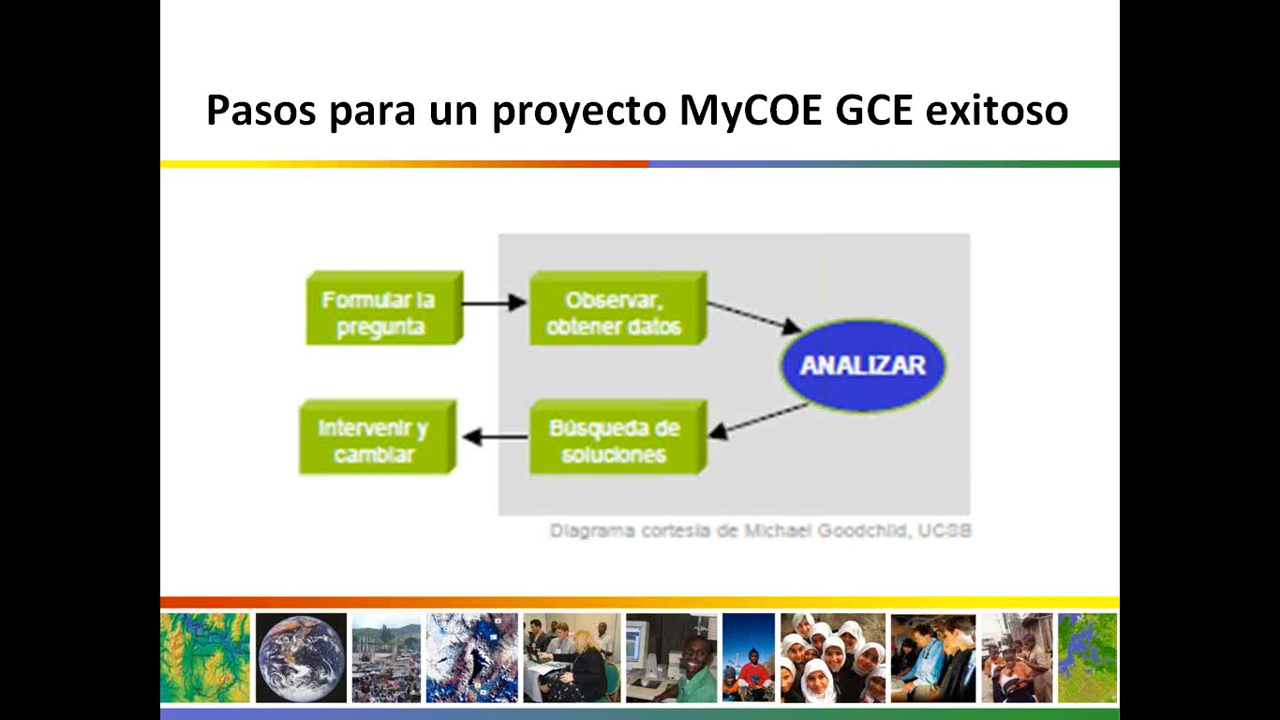 Pasos para un proyecto MyCOE GCE exitoso
Formular la
pregunta
Observar,
obtener datos
ANALIZAR
Búsqueda de
soluciones
Intervenir y
cambiar
Diagrama cortesía de Michael Goodchild, UCSB